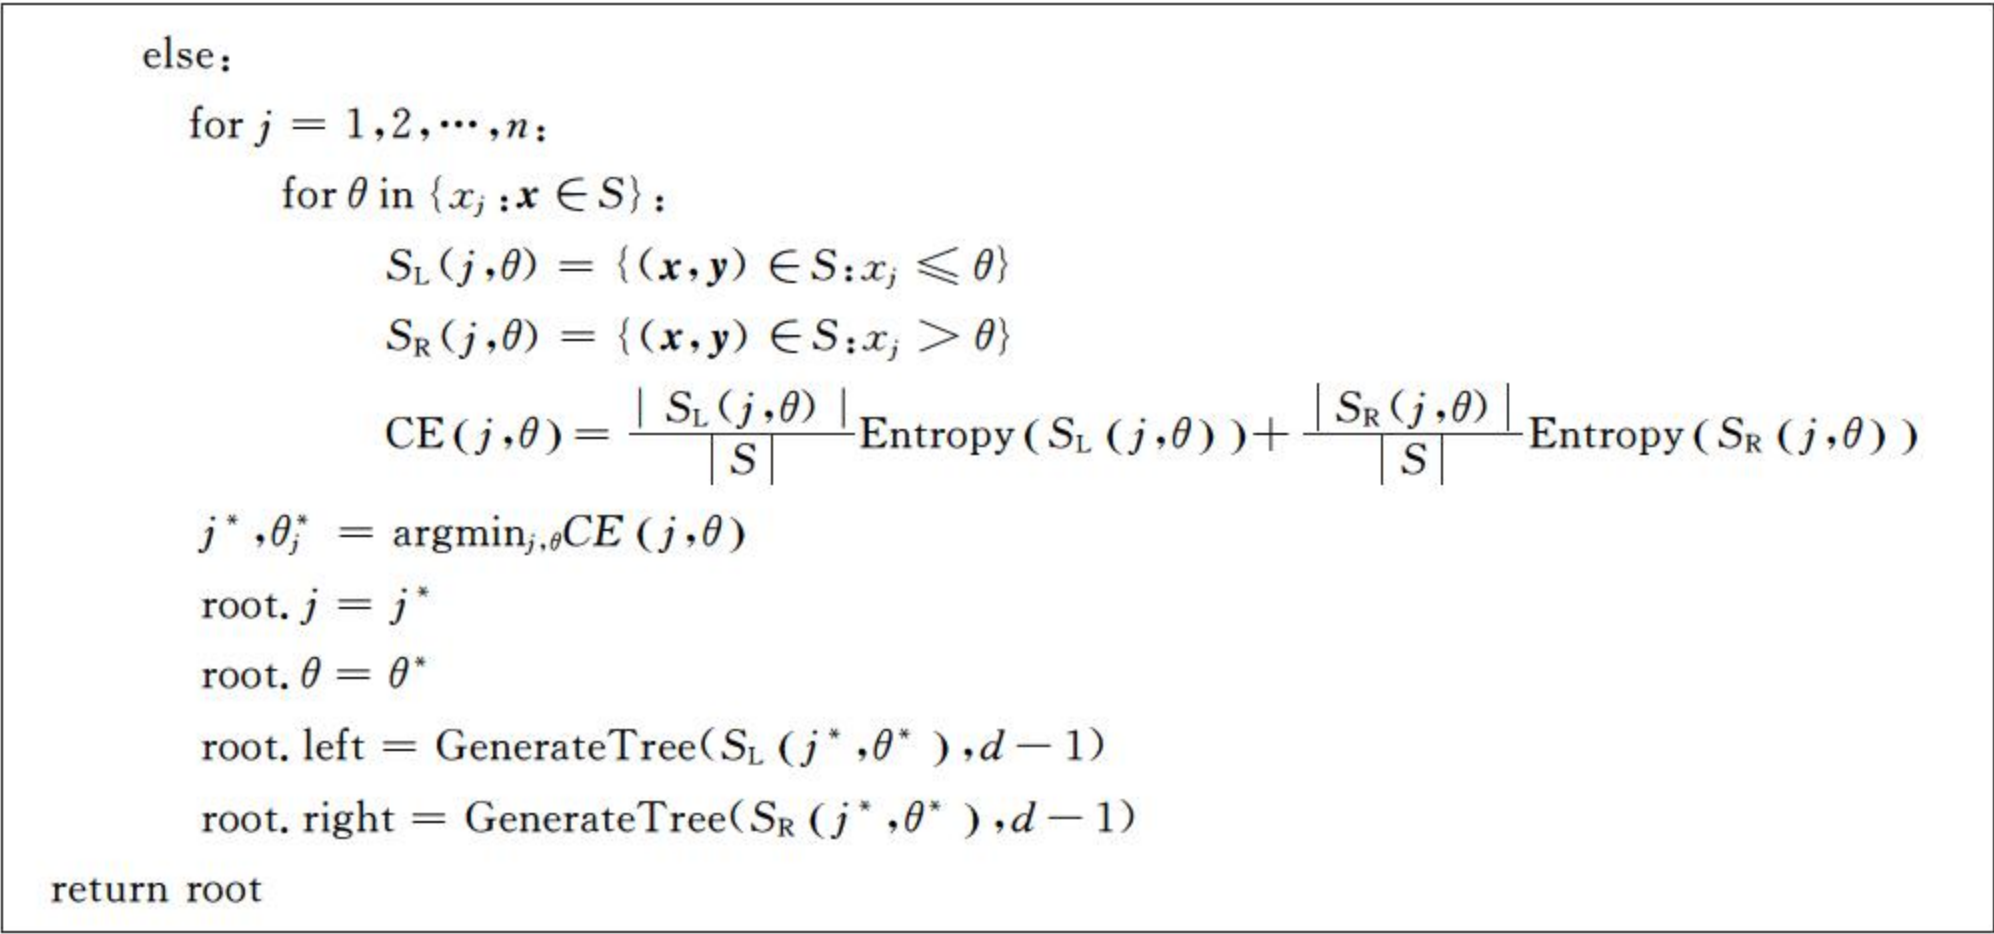 else:
for j = 1,2,⋯,n:
for θ in {x_j :x ∈ S}:
S_L(j,θ) = {(x,y) ∈ S:x_j ⩽ θ}
S_R(j,θ) = {(x,y) ∈ S:x_j > θ}
CE(j,θ)= |S_L(j,θ)|/|S| Entropy(S_L(j,θ))+ |S_R(j,θ)|/|S| Entropy(S_R(j,θ))
j*,θ_j* = argmin_{j,θ}CE(j,θ)
root.j = j*
root.θ = θ*
root.left = GenerateTree(S_L(j*,θ*),d−1)
root.right = GenerateTree(S_R(j*,θ*),d−1)
return root